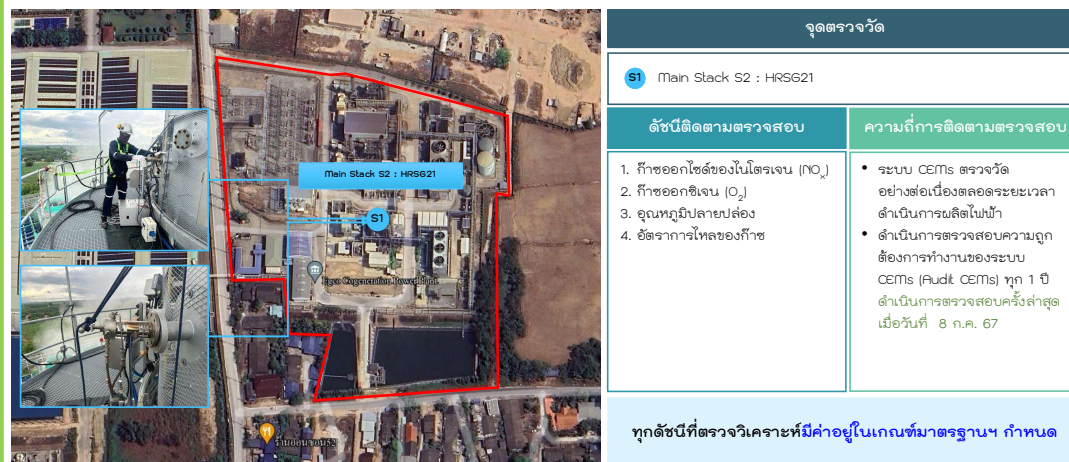 จุดตรวจวัด
S1 Main Stack S2 : HRSG21
ดัชนีติดตามตรวจสอบ
1. ก๊าซออกไซด์ของไนโตรเจน (NOx)
2. ก๊าซออกซิเจน (O2)
3. อุณหภูมิปลายปล่อง
4. อัตราการไหลของก๊าซ
ความถี่การติดตามตรวจสอบ
• ระบบ CEMs ตรวจวัด
อย่างต่อเนื่องตลอดระยะเวลา
ดำเนินการผลิตไฟฟ้า
• ดำเนินการตรวจสอบความถูก
ต้องการทำงานของระบบ
CEMs (Audit CEMs) ทุก 1 ปี
ดำเนินการตรวจสอบครั้งล่าสุด
เมื่อวันที่ 8 ก.ค. 67
ทุกดัชนีที่ตรวจวิเคราะห์มีค่าอยู่ในเกณฑ์มาตรฐานฯ กำหนด
Main Stack S2 : HRSG21
S1
Egco Cogeneration Power Plant
ร้านอ้อนจอน52